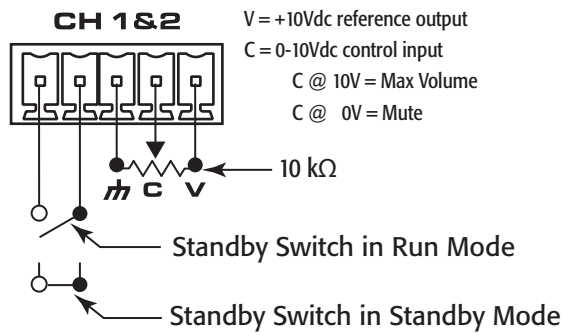 CH 1&2
V = +10Vdc reference output
C = 0-10Vdc control input
C @ 10V = Max Volume
C @ 0V = Mute
10 kΩ
C V
Standby Switch in Run Mode
Standby Switch in Standby Mode